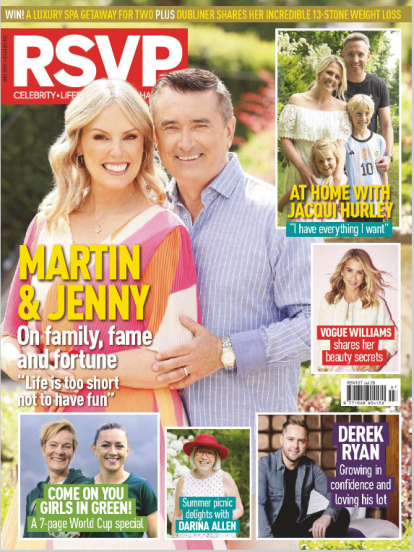 WIN! A LUXURY SPA GETAWAY FOR TWO PLUS DUBLINER SHARES HER INCREDIBLE 13-STONE WEIGHT LOSS
RSVP
CELEBRITY•
AT HOME WITH
JACQUI HURLEY
“I have everything I want”
MARTIN
& JENNY
On family, fame
and fortune
“Life is too short
not to have fun”
VOGUE WILLIAMS
shares her
beauty secrets
10
DEREK
RYAN
Growing in
confidence and
loving his lot
COME ON YOU
GIRLS IN GREEN!
A 7-page World Cup special
Summer picnic
delights with
DARINA ALLEN